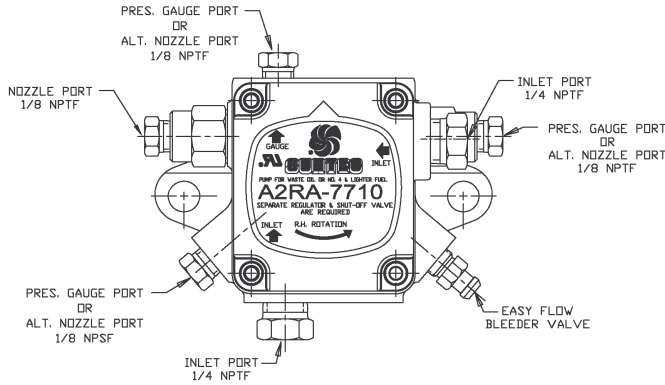 PRES. GAUGE PORT
OR
ALT. NOZZLE PORT
1/8 NPTF
NOZZLE PORT
1/8 NPTF
INLET PORT
1/4 NPTF
PRES. GAUGE PORT
OR
ALT. NOZZLE PORT
1/8 NPTF
GAUGE
SUNTEC
INLET
PUMP FOR WASTE OIL OR NO. 4 & LIGHTER FUEL
A2RA-7710
SEPARATE REGULATOR & SHUT-OFF VALVE
ARE REQUIRED
INLET
R.H. ROTATION
PRES. GAUGE PORT
OR
ALT. NOZZLE PORT
1/8 NPSF
EASY FLOW
BLEEDER VALVE
INLET PORT
1/4 NPTF